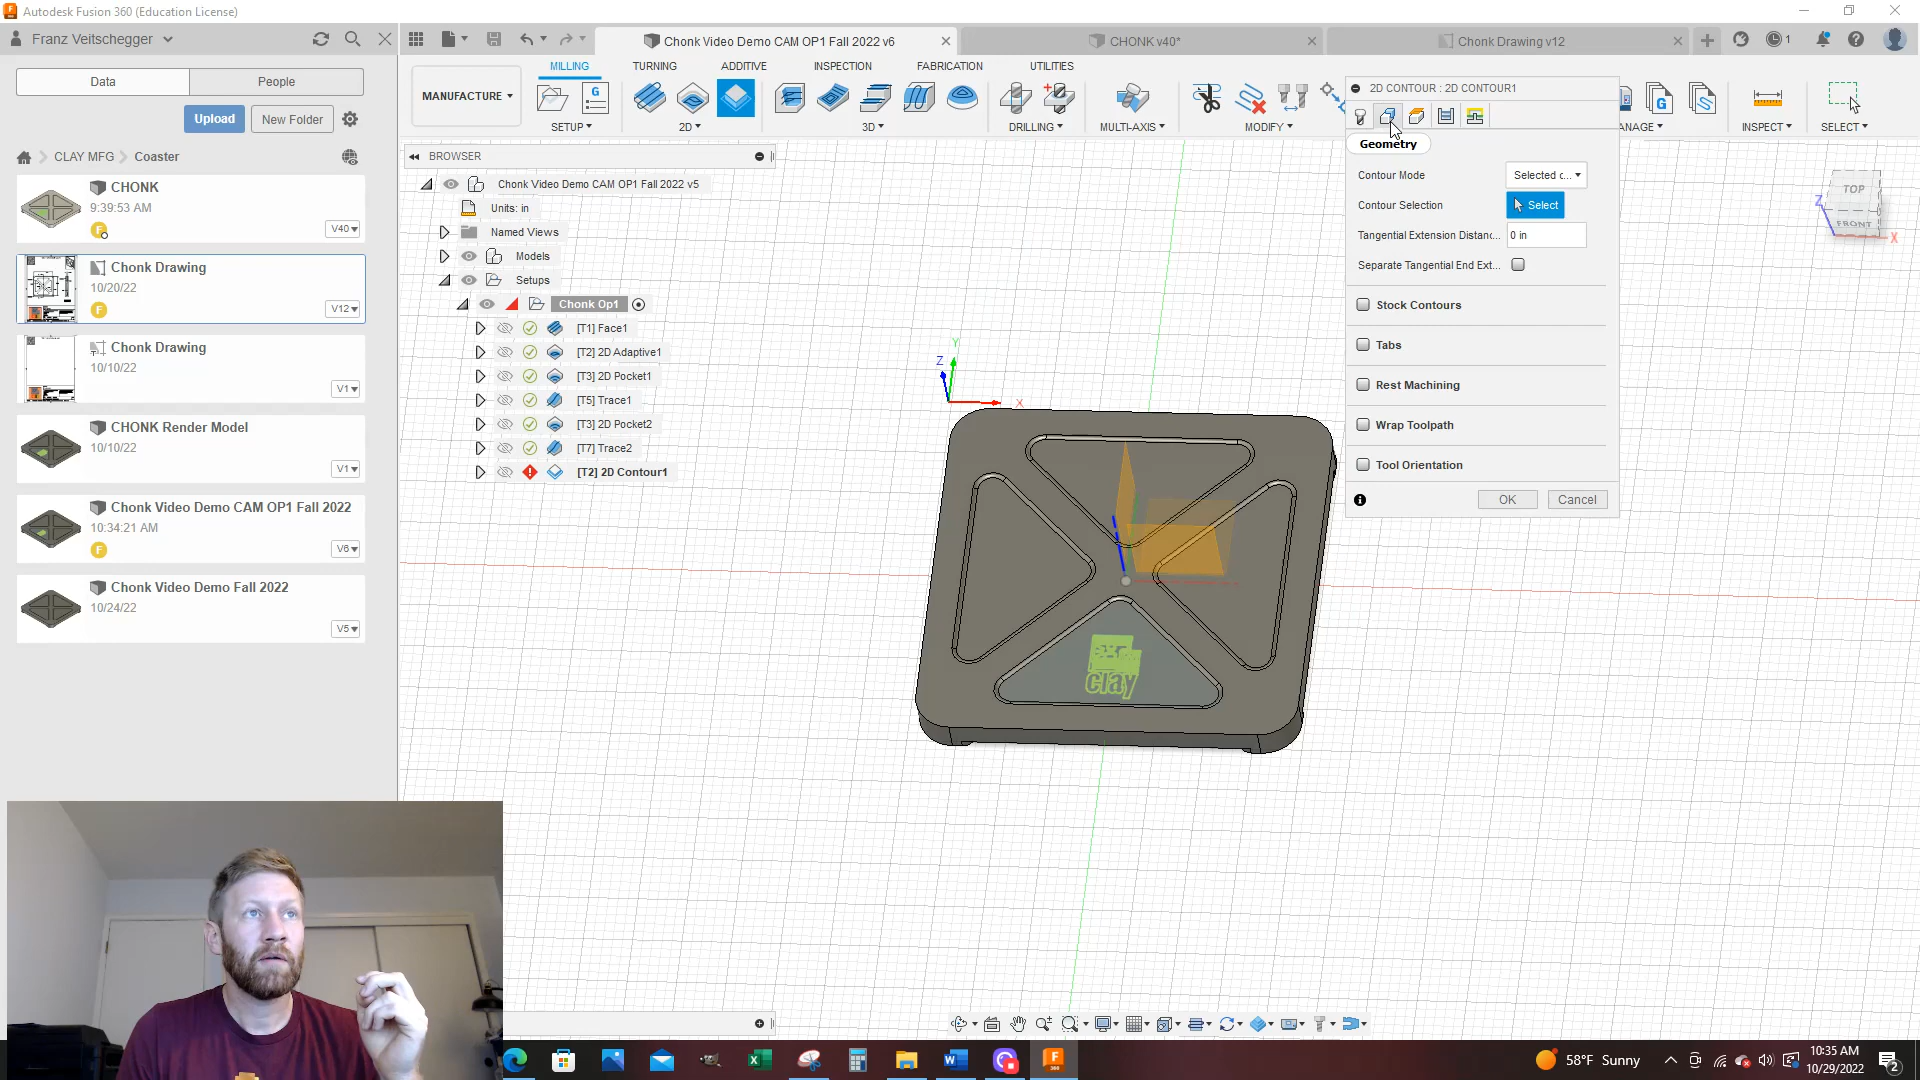 Autodesk Fusion 360 (Education License)
Franz Veitschegger
Chonk Video Demo CAM OP1 Fall 2022 v6
CHONK v40*
Chonk Drawing v12
1
Data
People
Upload
New Folder
CLAY MFG
Coaster
CHONK
9:39:53 AM
V40
Chonk Drawing
10/20/22
V12
Chonk Drawing
10/10/22
V1
CHONK Render Model
10/10/22
V1
Chonk Video Demo CAM OP1 Fall 2022
10:34:21 AM
V6
Chonk Video Demo Fall 2022
10/24/22
V5
MILLING
TURNING
ADDITIVE
INSPECTION
FABRICATION
UTILITIES
MANUFACTURE
SETUP
2D
3D
DRILLING
MULTI-AXIS
MODIFY
ANAGE
INSPECT
SELECT
BROWSER
Chonk Video Demo CAM OP1 Fall 2022 v5
Units: in
Named Views
Models
Setups
Chonk Op1
[T1] Face1
[T2] 2D Adaptive1
[T3] 2D Pocket1
[T5] Trace1
[T3] 2D Pocket2
[T7] Trace2
[T2] 2D Contour1
2D CONTOUR : 2D CONTOUR1
Geometry
Contour Mode
Selected c...
Contour Selection
Select
Tangential Extension Distanc...
0 in
Separate Tangential End Ext...
Stock Contours
Tabs
Rest Machining
Wrap Toolpath
Tool Orientation
OK
Cancel
TOP
FRONT
Z
X
Y
Z
X
clay
58°F Sunny
10:35 AM
10/29/2022
2